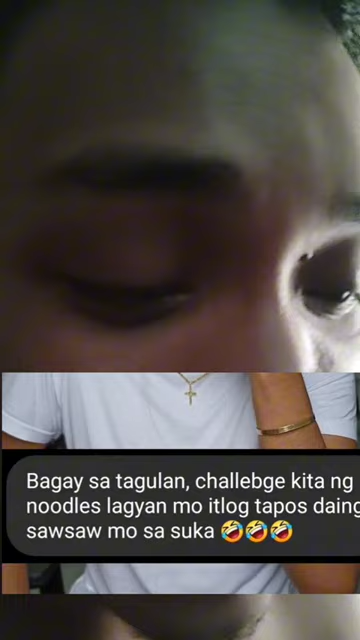 Bagay sa tagulan, challebge kita ng
noodles lagyan mo itlog tapos daing
sawsaw mo sa suka 🤣🤣🤣